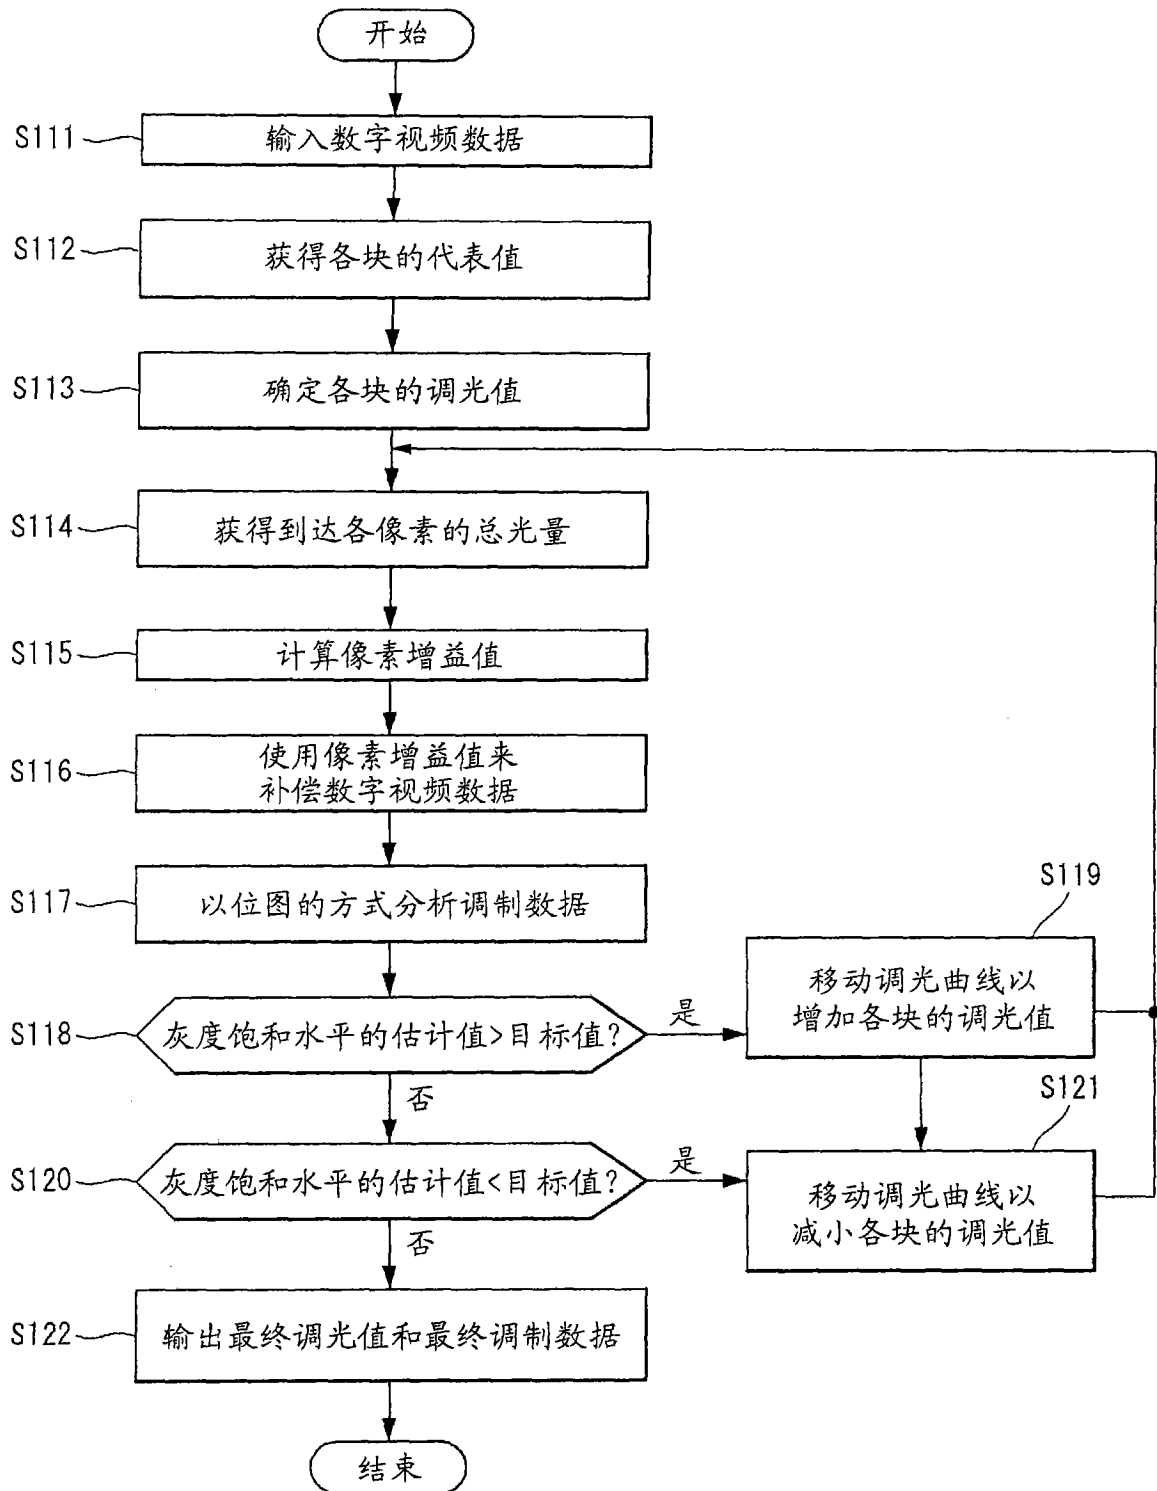 开始
S111
输入数字视频数据
S112
获得各块的代表值
S113
确定各块的调光值
S114
获得到达各像素的总光量
S115
计算像素增益值
S116
使用像素增益值来
补偿数字视频数据
S117
以位图的方式分析调制数据
S119
移动调光曲线以
增加各块的调光值
S118
灰度饱和水平的估计值>目标值?
是
否
S121
移动调光曲线以
减小各块的调光值
S120
灰度饱和水平的估计值<目标值?
是
否
S122
输出最终调光值和最终调制数据
结束